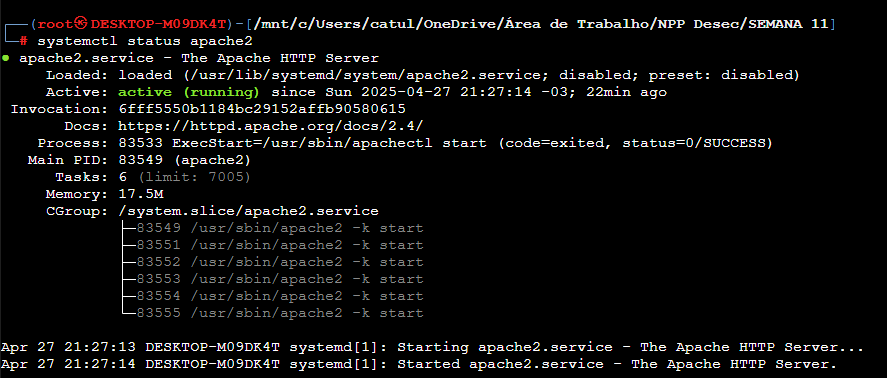 ┌──(root㉿DESKTOP-M09DK4T)-[/mnt/c/Users/catul/OneDrive/Área de Trabalho/NPP Desec/SEMANA 11]
└─# systemctl status apache2
● apache2.service - The Apache HTTP Server
Loaded: loaded (/usr/lib/systemd/system/apache2.service; disabled; preset: disabled)
Active: active (running) since Sun 2025-04-27 21:27:14 -03; 22min ago
Invocation: 6fff5550b1184bc29152affb90580615
Docs: https://httpd.apache.org/docs/2.4/
Process: 83533 ExecStart=/usr/sbin/apachectl start (code=exited, status=0/SUCCESS)
Main PID: 83549 (apache2)
Tasks: 6 (limit: 7005)
Memory: 17.5M
CGroup: /system.slice/apache2.service
├─83549 /usr/sbin/apache2 -k start
├─83551 /usr/sbin/apache2 -k start
├─83552 /usr/sbin/apache2 -k start
├─83553 /usr/sbin/apache2 -k start
├─83554 /usr/sbin/apache2 -k start
└─83555 /usr/sbin/apache2 -k start
Apr 27 21:27:13 DESKTOP-M09DK4T systemd[1]: Starting apache2.service - The Apache HTTP Server...
Apr 27 21:27:14 DESKTOP-M09DK4T systemd[1]: Started apache2.service - The Apache HTTP Server.